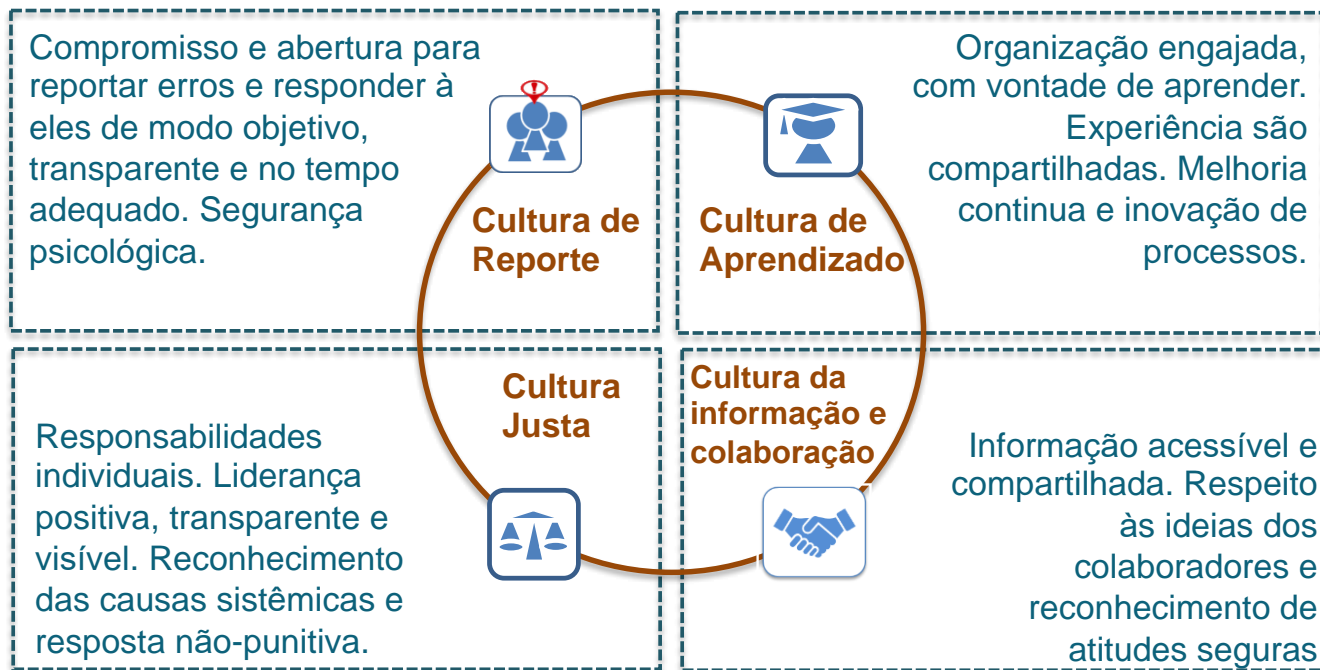 Compromisso e abertura para
reportar erros e responder à
eles de modo objetivo,
transparente e no tempo
adequado. Segurança
psicológica.
Cultura de
Reporte
Organização engajada,
com vontade de aprender.
Experiência são
compartilhadas. Melhoria
continua e inovação de
processos.
Cultura de
Aprendizado
Cultura
Justa
Responsabilidades
individuais. Liderança
positiva, transparente e
visível. Reconhecimento
das causas sistêmicas e
resposta não-punitiva.
Cultura da
informação e
colaboração
Informação acessível e
compartilhada. Respeito
às ideias dos
colaboradores e
reconhecimento de
atitudes seguras